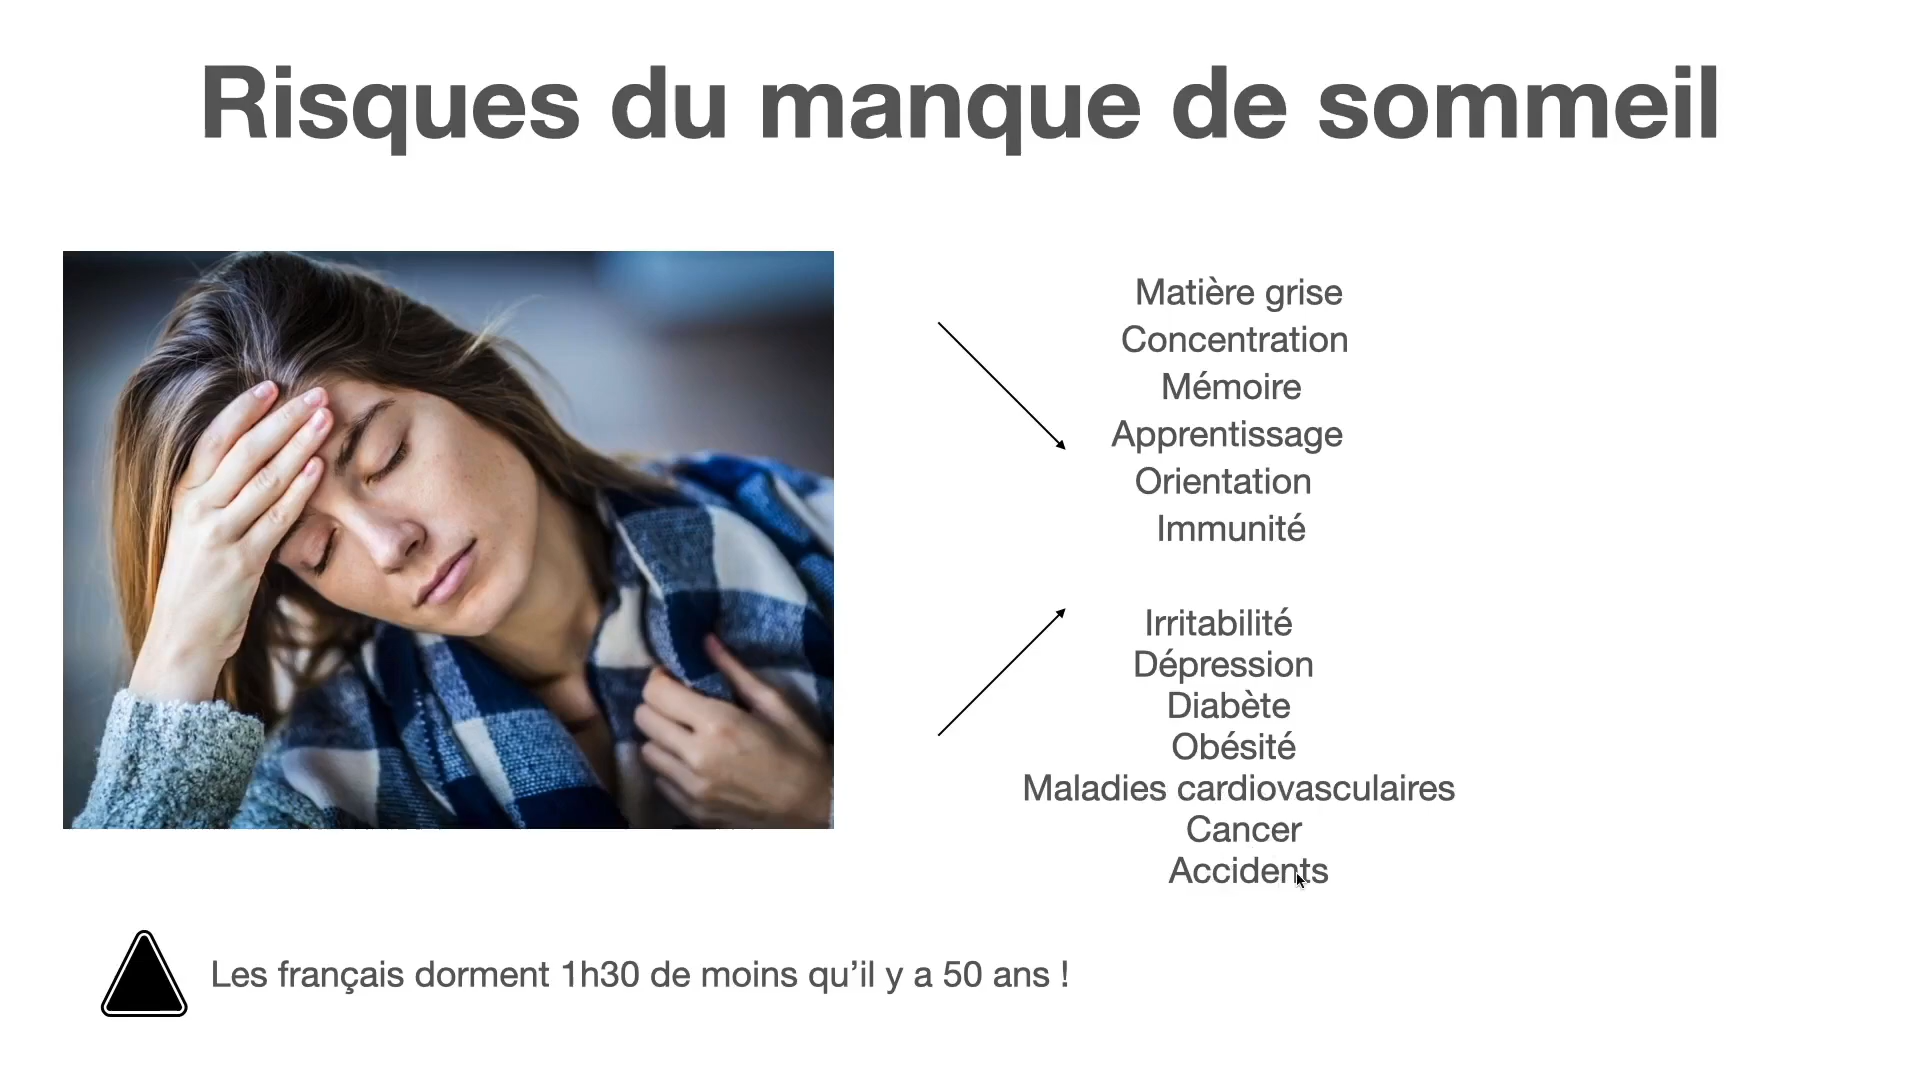 Risques du manque de sommeil
Matière grise
Concentration
Mémoire
Apprentissage
Orientation
Immunité
Irritabilité
Dépression
Diabète
Obésité
Maladies cardiovasculaires
Cancer
Accidents
Les français dorment 1h30 de moins qu’il y a 50 ans !